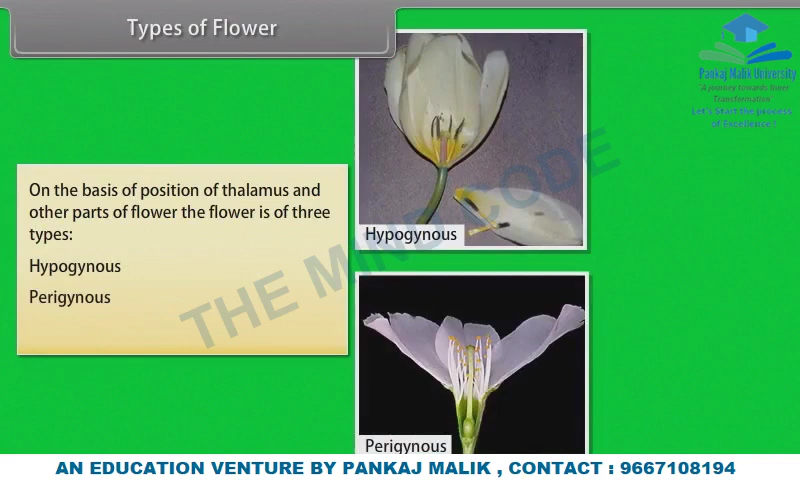 Types of Flower
Pankaj Malik University
A journey towards Inner
Transformation
Let's Start the process
of Excellence!
On the basis of position of thalamus and
other parts of flower the flower is of three
types:
Hypogynous
Perigynous
Hypogynous
THE MIND CODE
Perigynous
AN EDUCATION VENTURE BY PANKAJ MALIK , CONTACT : 9667108194